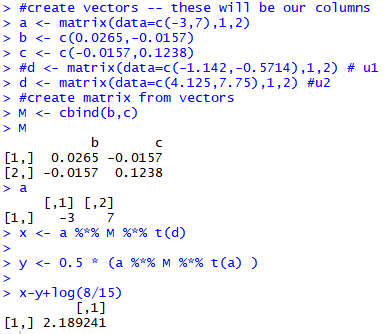 > #create vectors -- these will be our columns
> a <- matrix(data=c(-3,7),1,2)
> b <- c(0.0265,-0.0157)
> c <- c(-0.0157,0.1238)
> #d <- matrix(data=c(-1.142,-0.5714),1,2) # u1
> d <- matrix(data=c(4.125,7.75),1,2) #u2
> #create matrix from vectors
> M <- cbind(b,c)
> M
           b       c
[1,]  0.0265 -0.0157
[2,] -0.0157  0.1238
> a
     [,1] [,2]
[1,]   -3    7
> x <- a %*% M %*% t(d)
>
> y <- 0.5 * (a %*% M %*% t(a) )
>
> x-y+log(8/15)
         [,1]
[1,] 2.189241